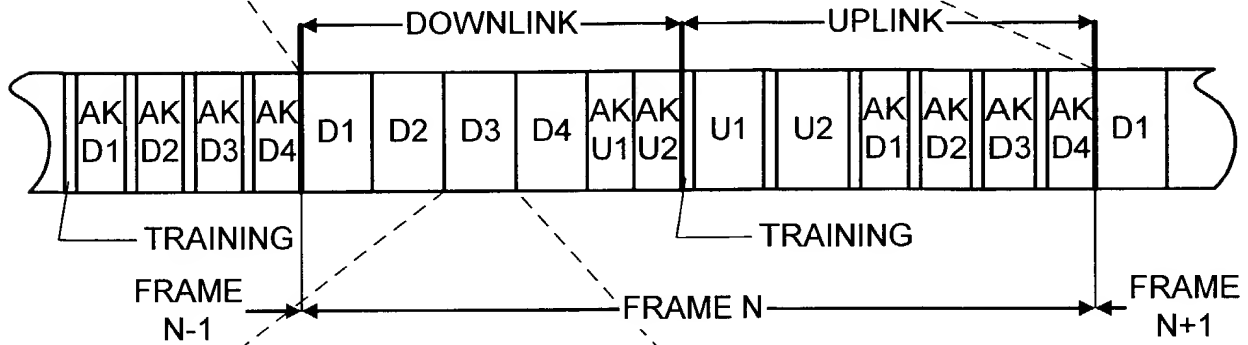 DOWNLINK UPLINK
AK AK AK AK D1 D2 D3 D4 AK AK U1 U2 AK AK AK AK D1
D1 D2 D3 D4 U1 U2 D1 D2 D3 D4
TRAINING TRAINING
FRAME FRAME N FRAME
N-1 N+1